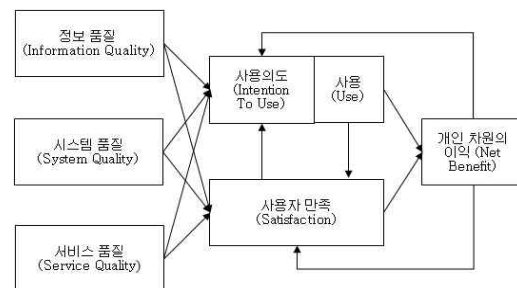 정보 품질
(Information Quality)
시스템 품질
(System Quality)
서비스 품질
(Service Quality)
사용의도
(Intention
To Use)
사용
(Use)
사용자 만족
(Satisfaction)
개인 차원의
이익 (Net
Benefit)